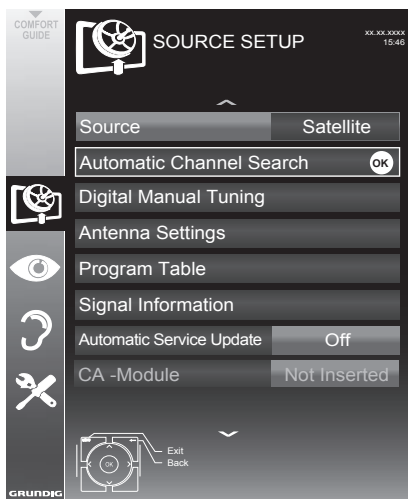 COMFORT
GUIDE
SOURCE SETUP
xx.xx.xxxx
15:46
Source Satellite
Automatic Channel Search OK
Digital Manual Tuning
Antenna Settings
Program Table
Signal Information
Automatic Service Update Off
CA -Module Not Inserted
Exit
OK
Back
GRUNDIG